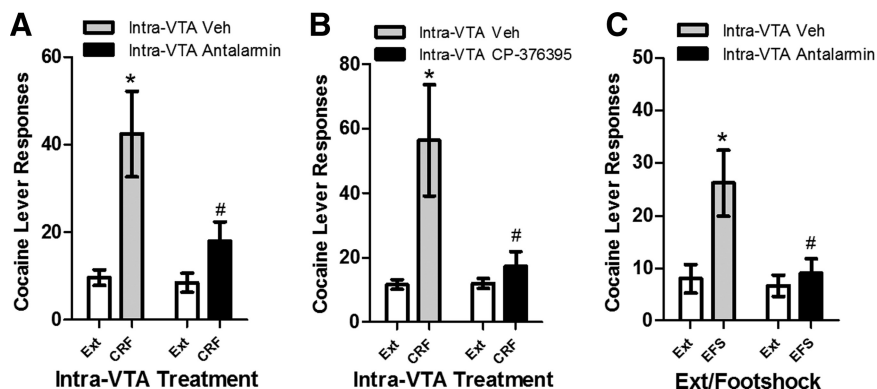 A
Intra-VTA Veh
Intra-VTA Antalarmin
Cocaine Lever Responses
60
40
20
0
*
#
Ext
CRF
Ext
CRF
Intra-VTA Treatment
B
Intra-VTA Veh
Intra-VTA CP-376395
Cocaine Lever Responses
80
60
40
20
0
*
#
Ext
CRF
Ext
CRF
Intra-VTA Treatment
C
Intra-VTA Veh
Intra-VTA Antalarmin
Cocaine Lever Responses
50
40
30
20
10
0
*
#
Ext
EFS
Ext
EFS
Ext/Footshock